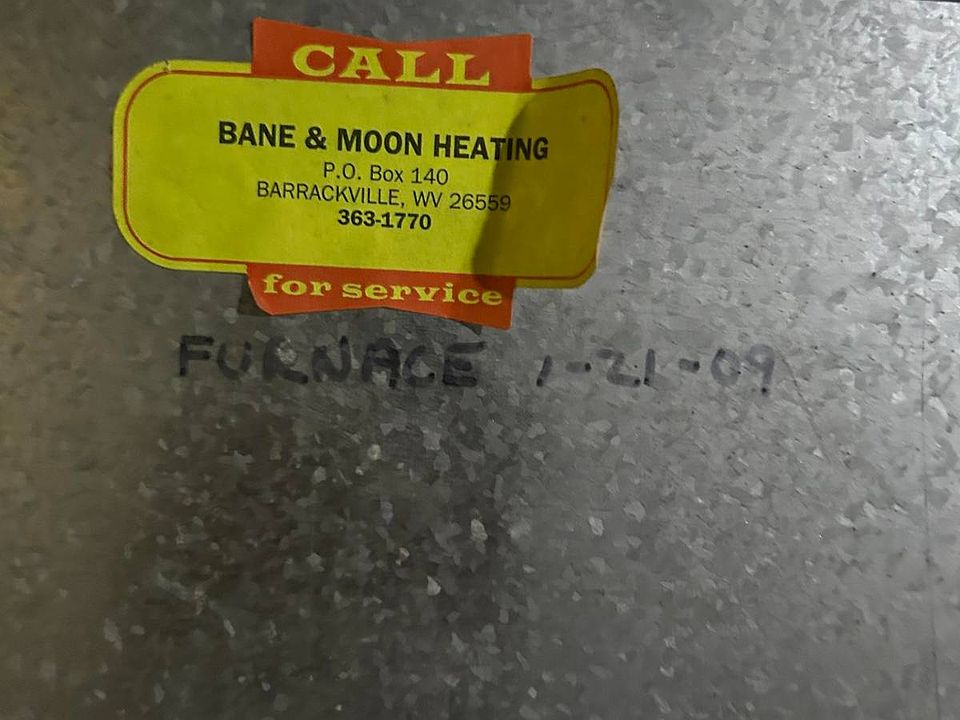 CALL
BANE & MOON HEATING
P.O. Box 140
BARRACKVILLE, WV 26559
363-1770
for service
FURNACE 1-21-09